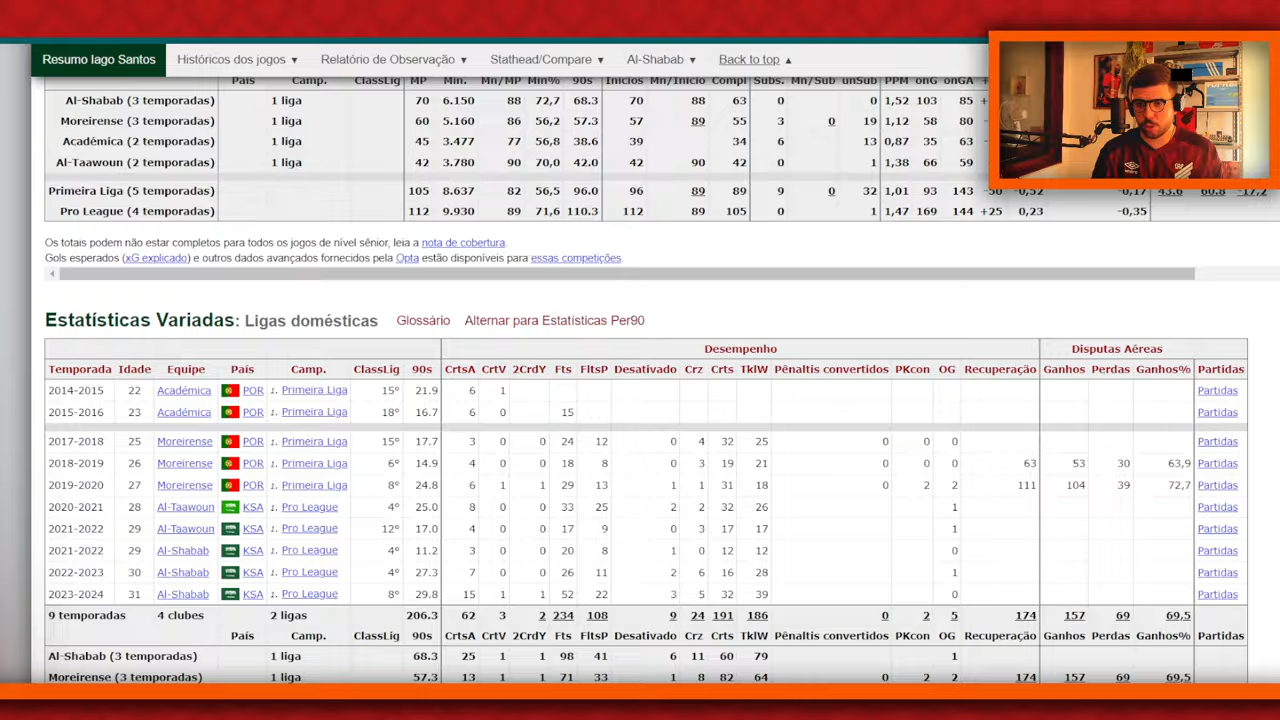 Resumo Iago Santos Históricos dos jogos ▼ Relatório de Observação ▼ Stathead/Compare ▼ Al-Shabab ▼ Back to top ▲
País Camp. ClassLig MP Min. Mn/MP Min% 90s Inícios Mn/Início Compl Subs. Mn/Sub unSub PPM onG onGA
Al-Shabab (3 temporadas) 1 liga 70 6.150 88 72,7 68.3 70 88 63 0 0 1,52 103 85
Moreirense (3 temporadas) 1 liga 60 5.160 86 56,2 57.3 57 89 55 3 0 19 1,12 58 80
Académica (2 temporadas) 1 liga 45 3.477 77 56,8 38.6 39 34 6 13 0,87 35 63
Al-Taawoun (2 temporadas) 1 liga 42 3.780 90 70,0 42.0 42 90 42 0 1 1,38 66 59
Primeira Liga (5 temporadas) 105 8.637 82 56,5 96.0 96 89 89 9 0 32 1,01 93 143 -50 -0,52 -0,17 43.6 60.8 -17,2
Pro League (4 temporadas) 112 9.930 89 71,6 110.3 112 89 105 0 1 1,47 169 144 +25 0,23 -0,35
Os totais podem não estar completos para todos os jogos de nível sênior, leia a nota de cobertura.
Gols esperados (xG explicado) e outros dados avançados fornecidos pela Opta estão disponíveis para essas competições.
Estatísticas Variadas: Ligas domésticas Glossário Alternar para Estatísticas Per90
Desempenho Disputas Aéreas
Temporada Idade Equipe País Camp. ClassLig 90s CrtsA CrtV 2CrdY Fts FltsP Desativado Crz Crts TklW Pênaltis convertidos PKcon OG Recuperação Ganhos Perdas Ganhos% Partidas
2014-2015 22 Académica POR 1. Primeira Liga 15° 21.9 6 1 Partidas
2015-2016 23 Académica POR 1. Primeira Liga 18° 16.7 6 0 15 Partidas
2017-2018 25 Moreirense POR 1. Primeira Liga 15° 17.7 3 0 0 24 12 0 4 32 25 0 0 0 Partidas
2018-2019 26 Moreirense POR 1. Primeira Liga 6° 14.9 4 0 0 18 8 0 3 19 21 0 0 0 63 53 30 63,9 Partidas
2019-2020 27 Moreirense POR 1. Primeira Liga 8° 24.8 6 1 1 29 13 1 1 31 18 0 2 2 111 104 39 72,7 Partidas
2020-2021 28 Al-Taawoun KSA 1. Pro League 4° 25.0 8 0 0 33 25 2 2 32 26 1 Partidas
2021-2022 29 Al-Taawoun KSA 1. Pro League 12° 17.0 4 0 0 17 9 0 3 17 17 0 Partidas
2021-2022 29 Al-Shabab KSA 1. Pro League 4° 11.2 3 0 0 20 8 1 0 12 12 0 Partidas
2022-2023 30 Al-Shabab KSA 1. Pro League 4° 27.3 7 0 0 26 11 2 6 16 28 1 Partidas
2023-2024 31 Al-Shabab KSA 1. Pro League 8° 29.8 15 1 1 52 22 3 5 32 39 0 Partidas
9 temporadas 4 clubes 2 ligas 206.3 62 3 2 234 108 9 24 191 186 0 2 5 174 157 69 69,5
País Camp. ClassLig 90s CrtsA CrtV 2CrdY Fts FltsP Desativado Crz Crts TklW Pênaltis convertidos PKcon OG Recuperação Ganhos Perdas Ganhos% Partidas
Al-Shabab (3 temporadas) 1 liga 68.3 25 1 1 98 41 6 11 60 79 1
Moreirense (3 temporadas) 1 liga 57.3 13 1 1 71 33 1 8 82 64 0 2 2 174 157 69 69,5